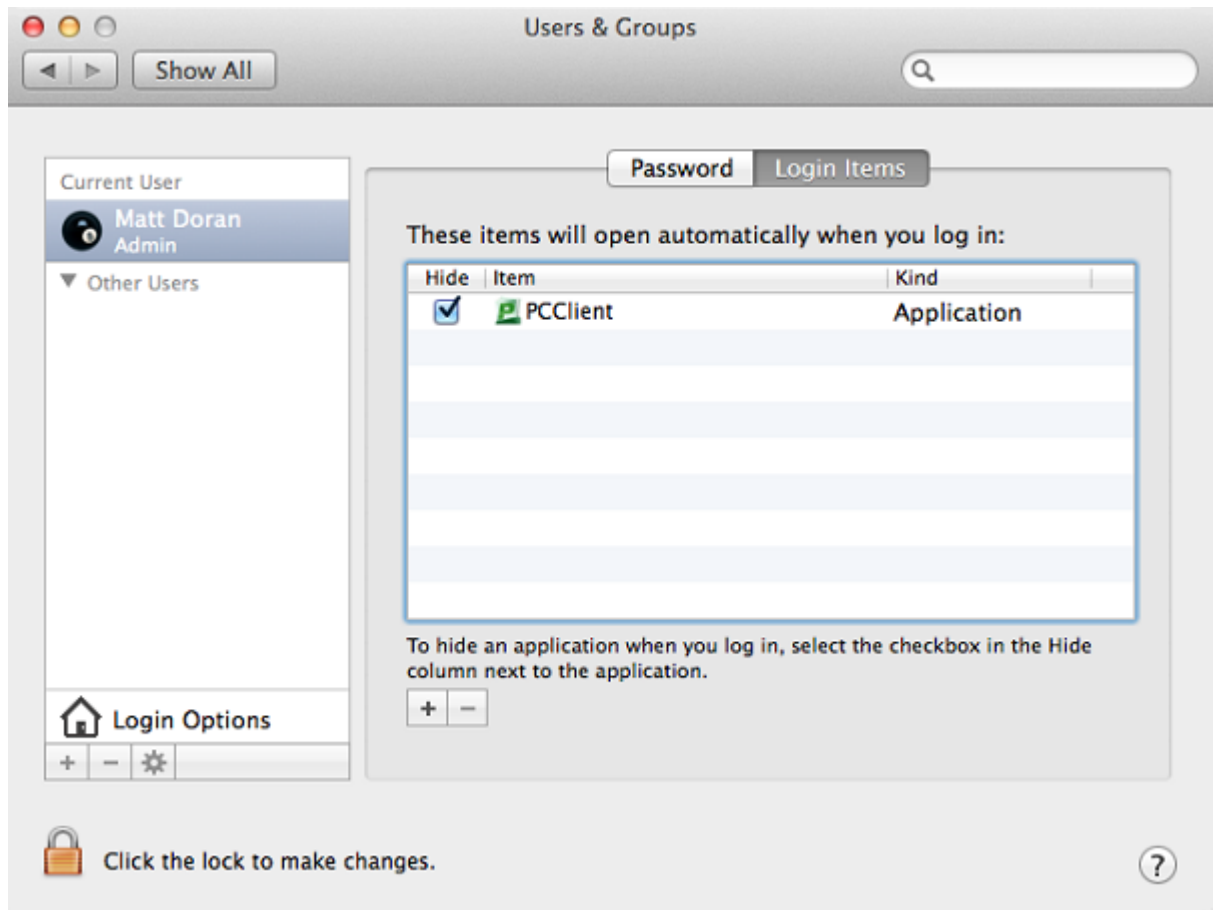 Users & Groups
Show All
Current User
Matt Doran
Admin
Other Users
Login Options
Password
Login Items
These items will open automatically when you log in:
Hide Item Kind
PCClient Application
To hide an application when you log in, select the checkbox in the Hide
column next to the application.
Click the lock to make changes.
?